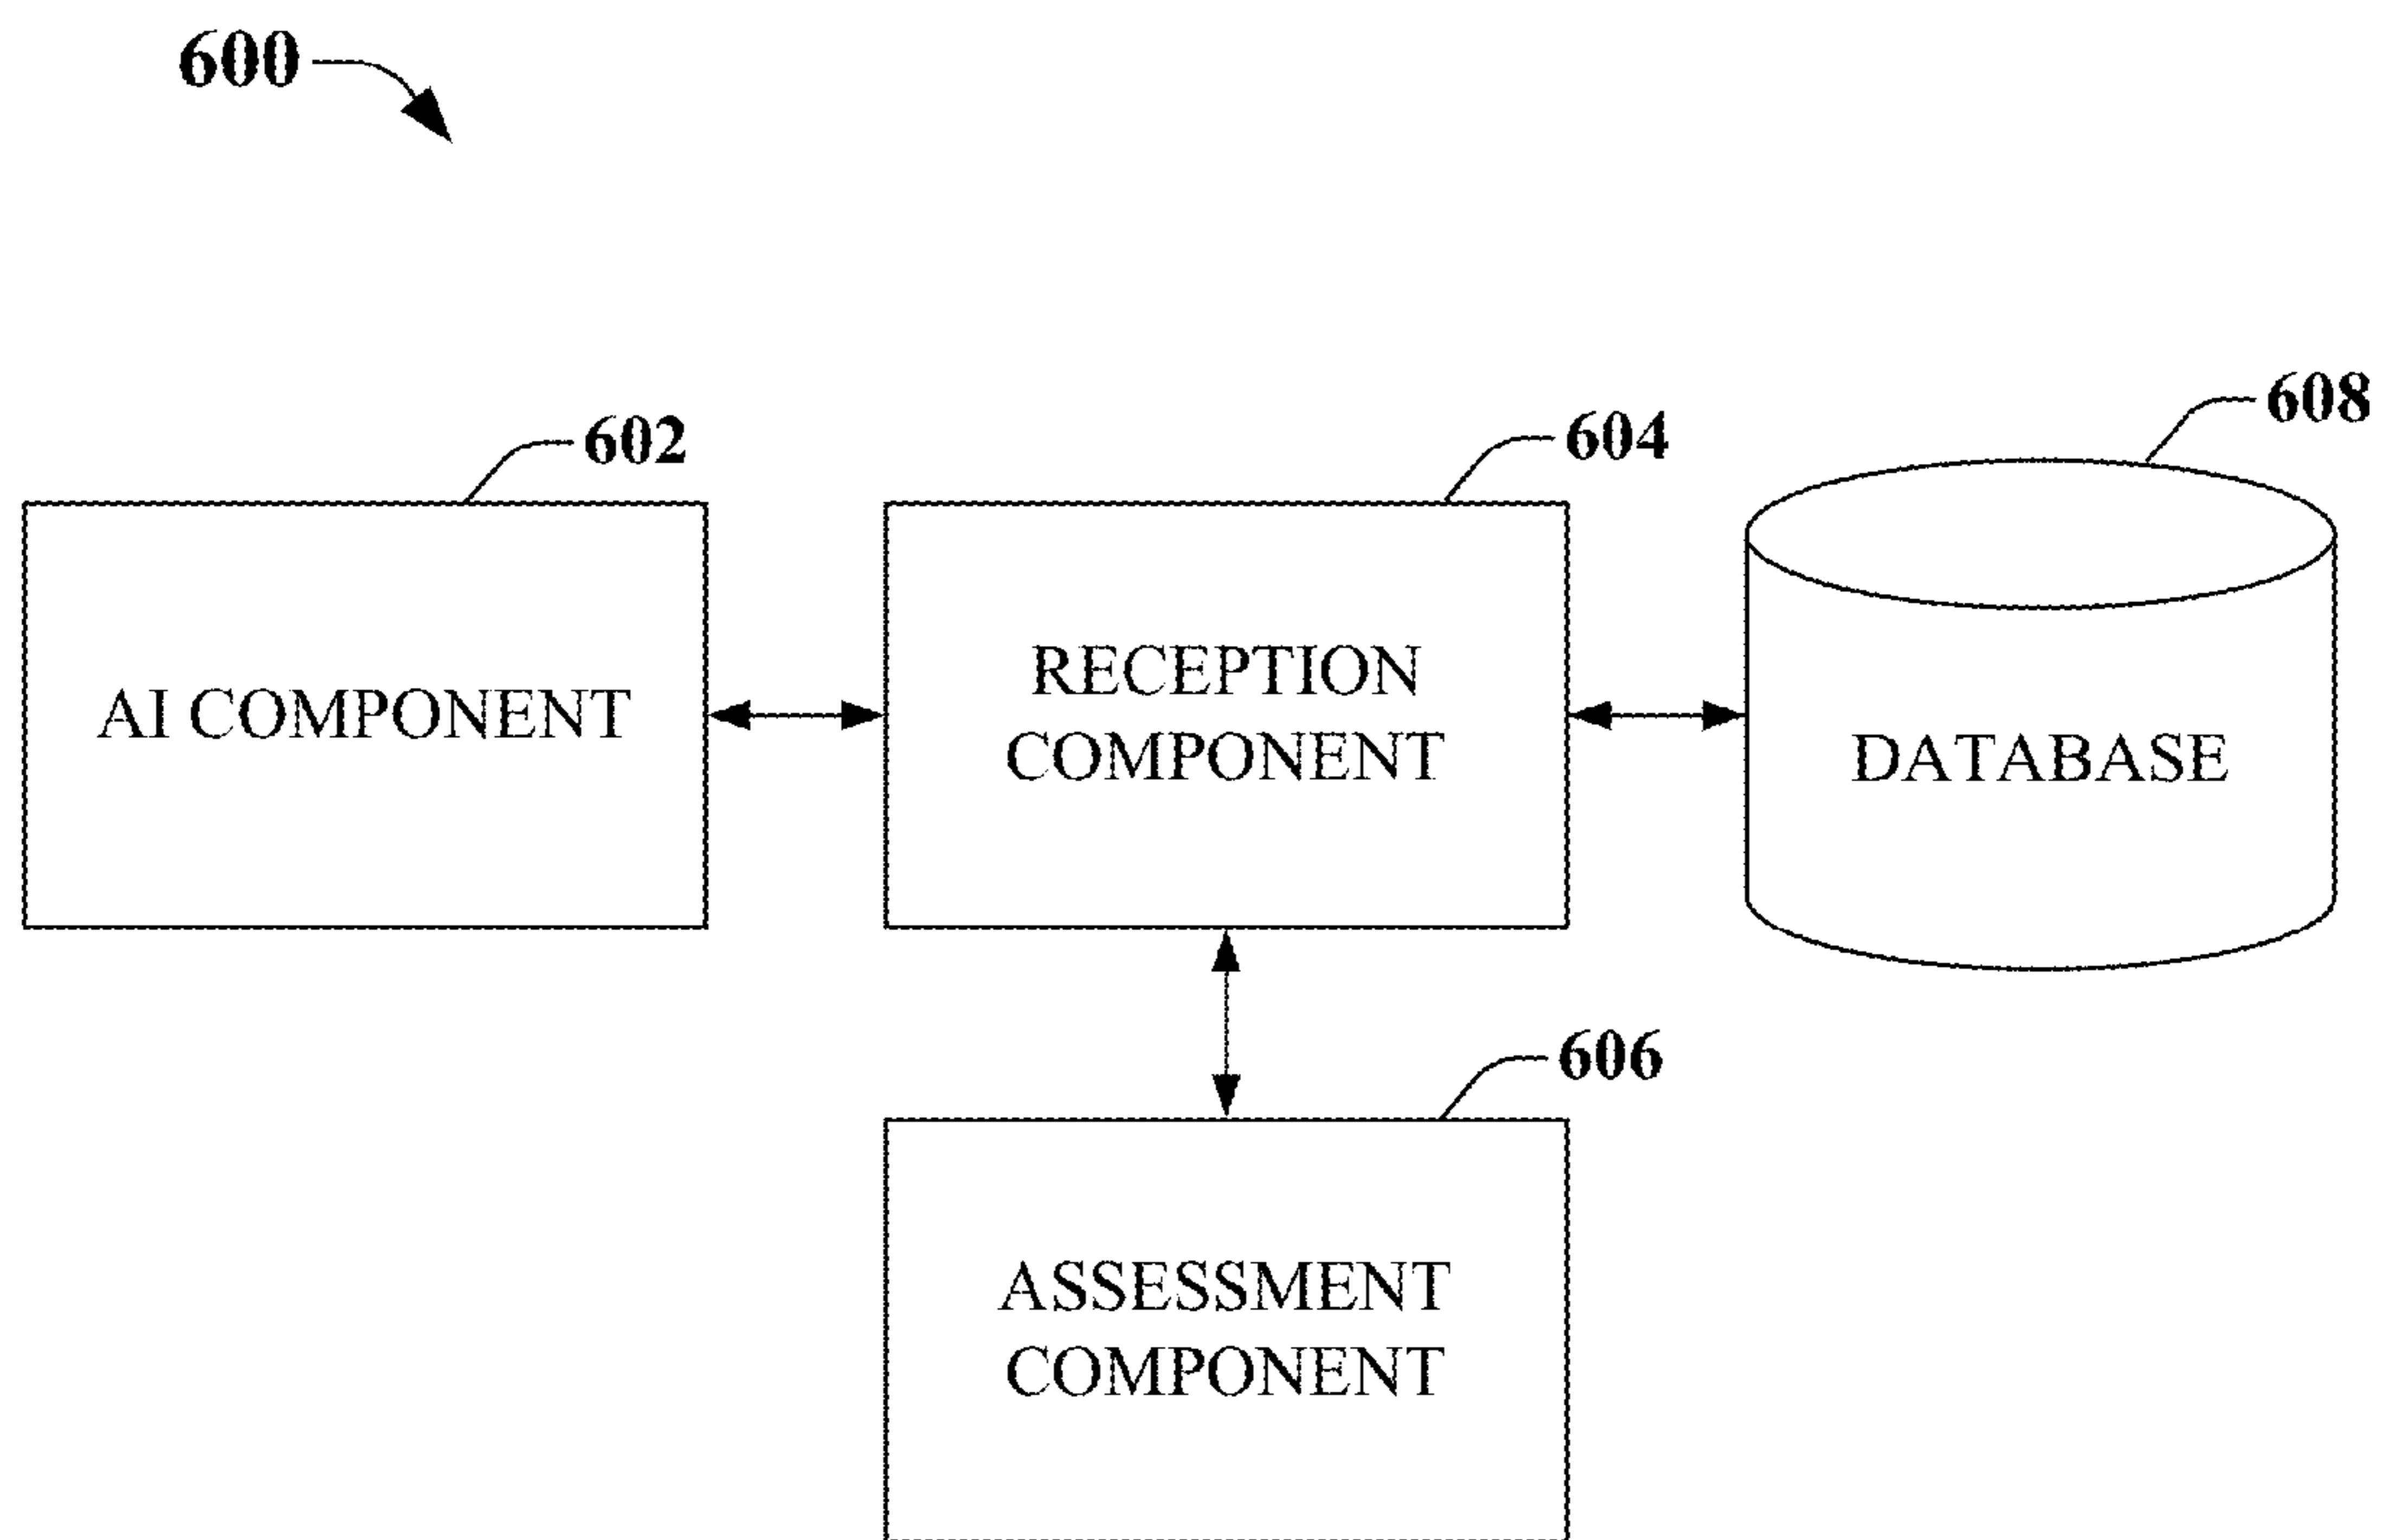 600
608
602
604
AI COMPONENT
RECEPTION
COMPONENT
DATABASE
606
ASSESSMENT
COMPONENT